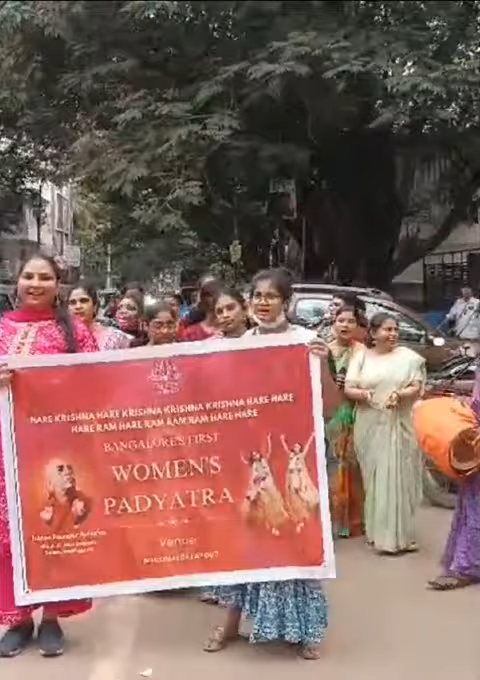 HARE KRISHNA HARE KRISHNA KRISHNA KRISHNA HARE HARE
HARE RAM HARE RAM RAM RAM HARE HARE
BANGALORE'S FIRST
WOMEN'S
PADYATRA
Venue: